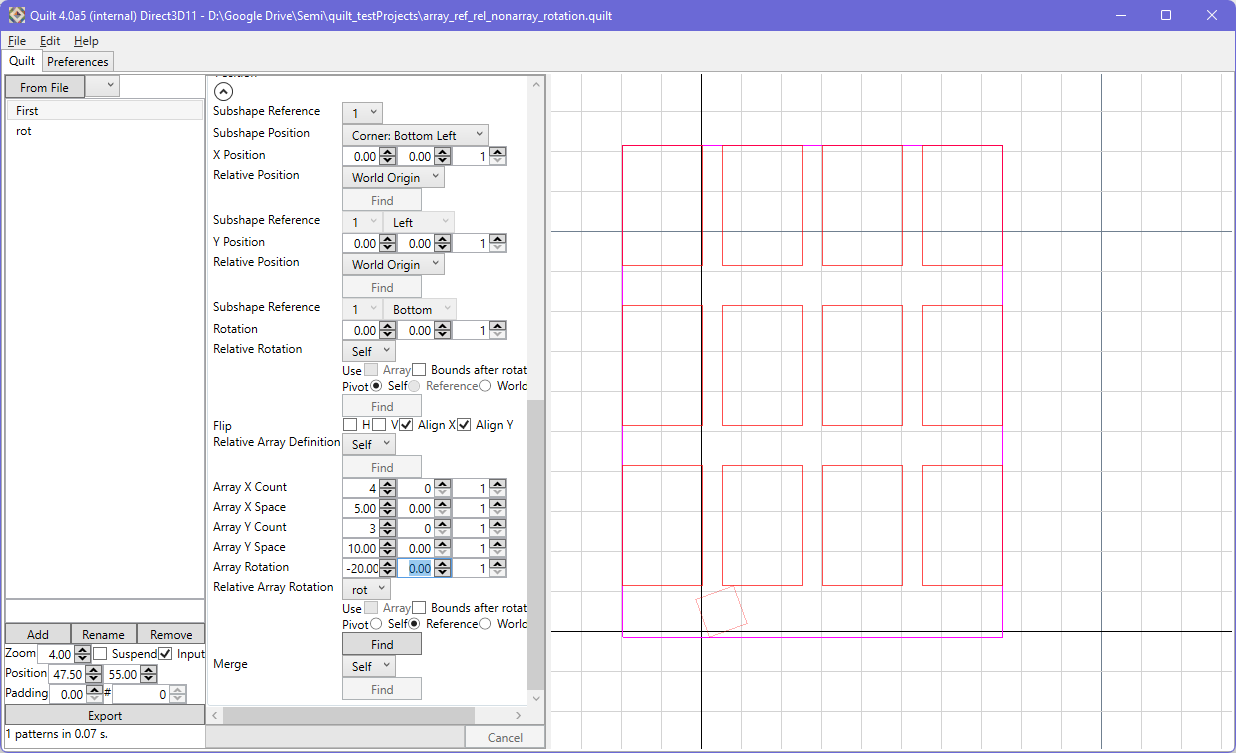 Quilt 4.0a5 (internal) Direct3D11 - D:\Google Drive\Semi\quilt_testProjects\array_ref_rel_nonarray_rotation.quilt
File Edit Help
Quilt Preferences
From File
First
rot
Add Rename Remove
Zoom 4.00 Suspend Input
Position 47.50 55.00
Padding 0.00 # 0
Export
1 patterns in 0.07 s.
Subshape Reference 1
Subshape Position Corner: Bottom Left
X Position 0.00 0.00 1
Relative Position World Origin
Find
Subshape Reference 1 Left
Y Position 0.00 0.00 1
Relative Position World Origin
Find
Subshape Reference 1 Bottom
Rotation 0.00 0.00 1
Relative Rotation Self
Use Array Bounds after rotat
Pivot Self Reference World
Find
Flip H V Align X Align Y
Relative Array Definition Self
Find
Array X Count 4 0 1
Array X Space 5.00 0.00 1
Array Y Count 3 0 1
Array Y Space 10.00 0.00 1
Array Rotation -20.00 0.00 1
Relative Array Rotation rot
Use Array Bounds after rotat
Pivot Self Reference World
Find
Merge Self
Find
Cancel